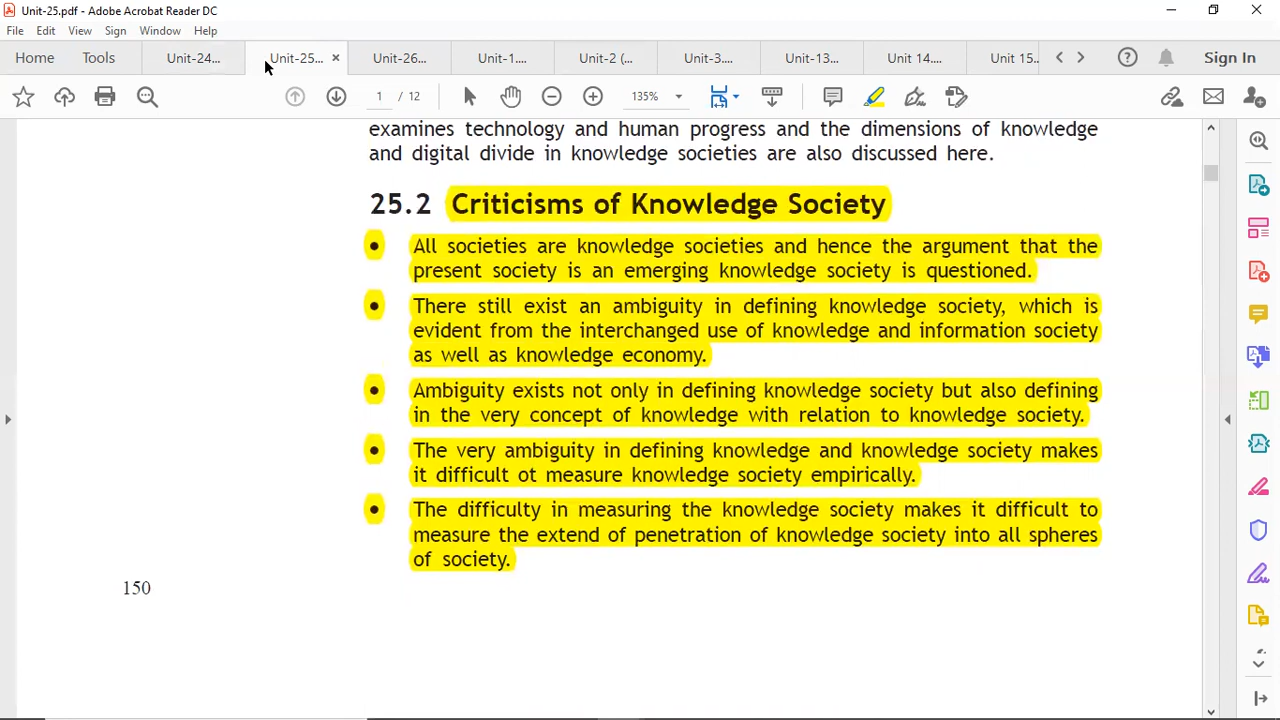 Unit-25.pdf - Adobe Acrobat Reader DC
File Edit View Sign Window Help
Home Tools Unit-24... Unit-25... × Unit-26... Unit-1.... Unit-2 (... Unit-3.... Unit-13... Unit 14.... Unit 15.. Sign In
1 / 12 135%
examines technology and human progress and the dimensions of knowledge
and digital divide in knowledge societies are also discussed here.
25.2 Criticisms of Knowledge Society
• All societies are knowledge societies and hence the argument that the
present society is an emerging knowledge society is questioned.
• There still exist an ambiguity in defining knowledge society, which is
evident from the interchanged use of knowledge and information society
as well as knowledge economy.
• Ambiguity exists not only in defining knowledge society but also defining
in the very concept of knowledge with relation to knowledge society.
• The very ambiguity in defining knowledge and knowledge society makes
it difficult ot measure knowledge society empirically.
• The difficulty in measuring the knowledge society makes it difficult to
measure the extend of penetration of knowledge society into all spheres
of society.
150